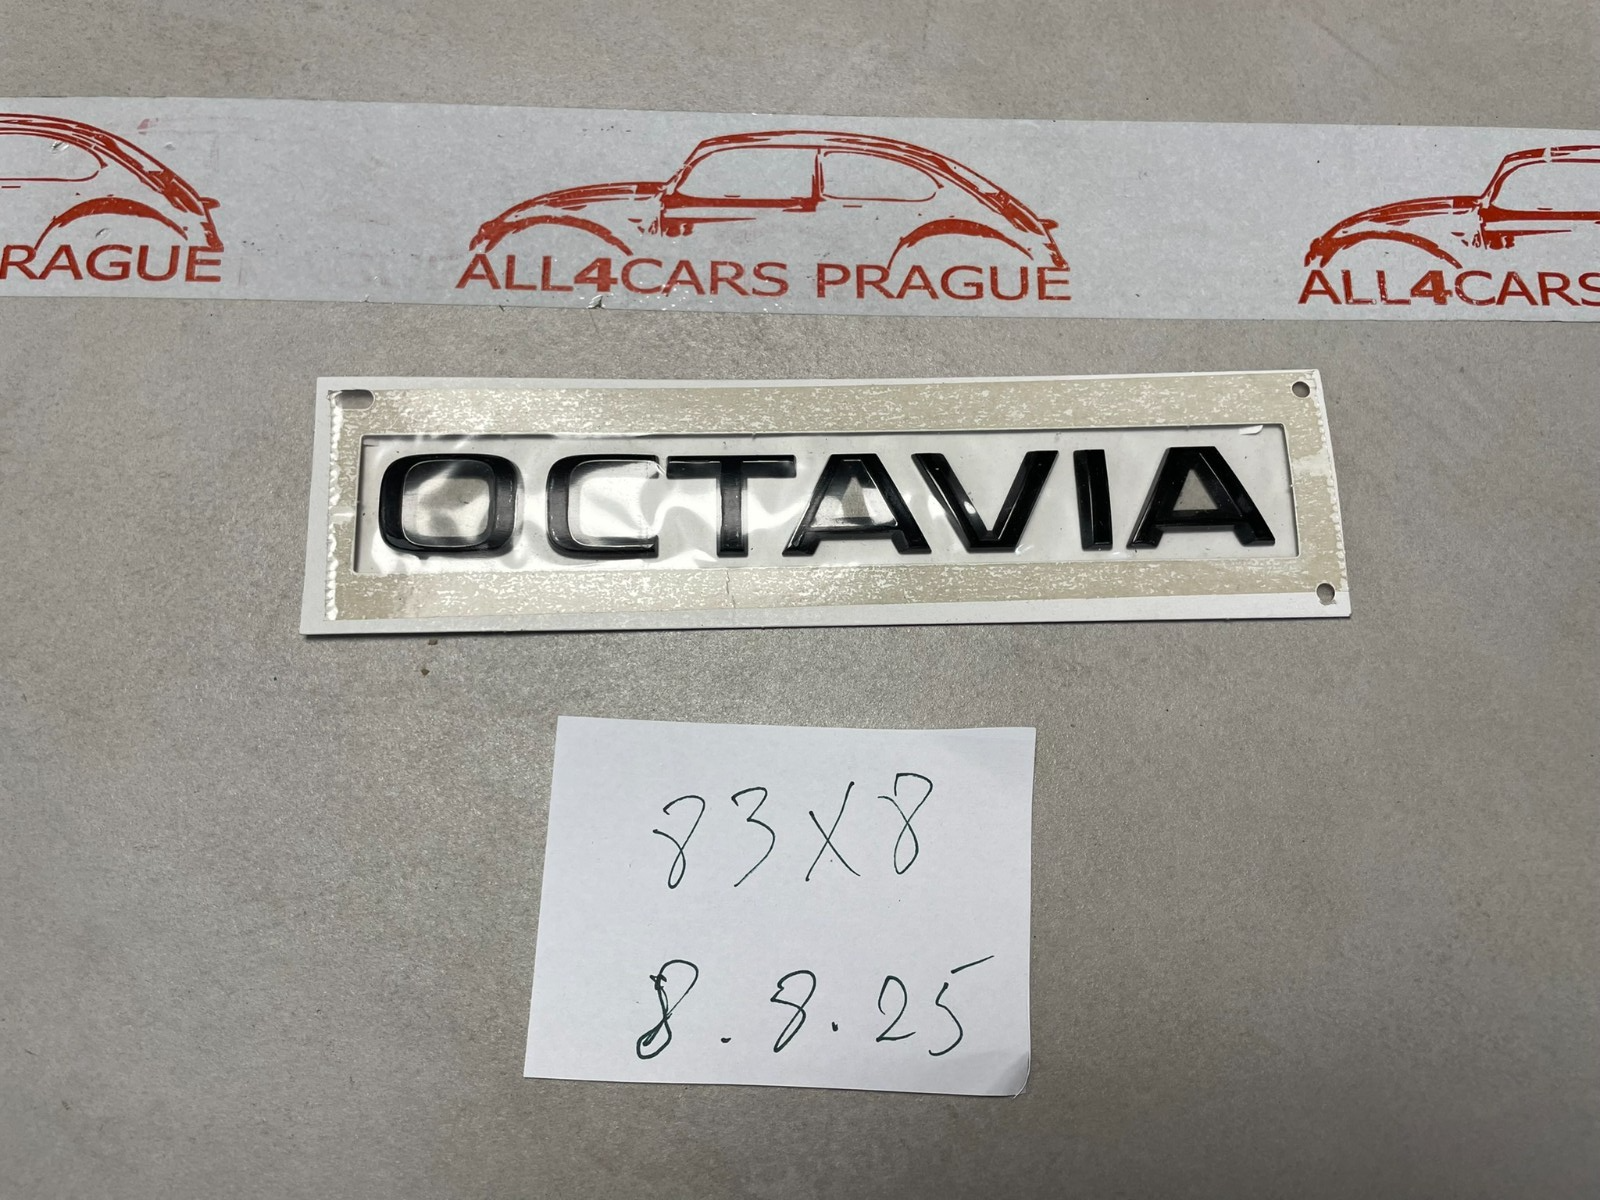 RAGUE
ALL4CARS PRAGUE
ALL4CARS
OCTAVIA
83X8
8.8.25